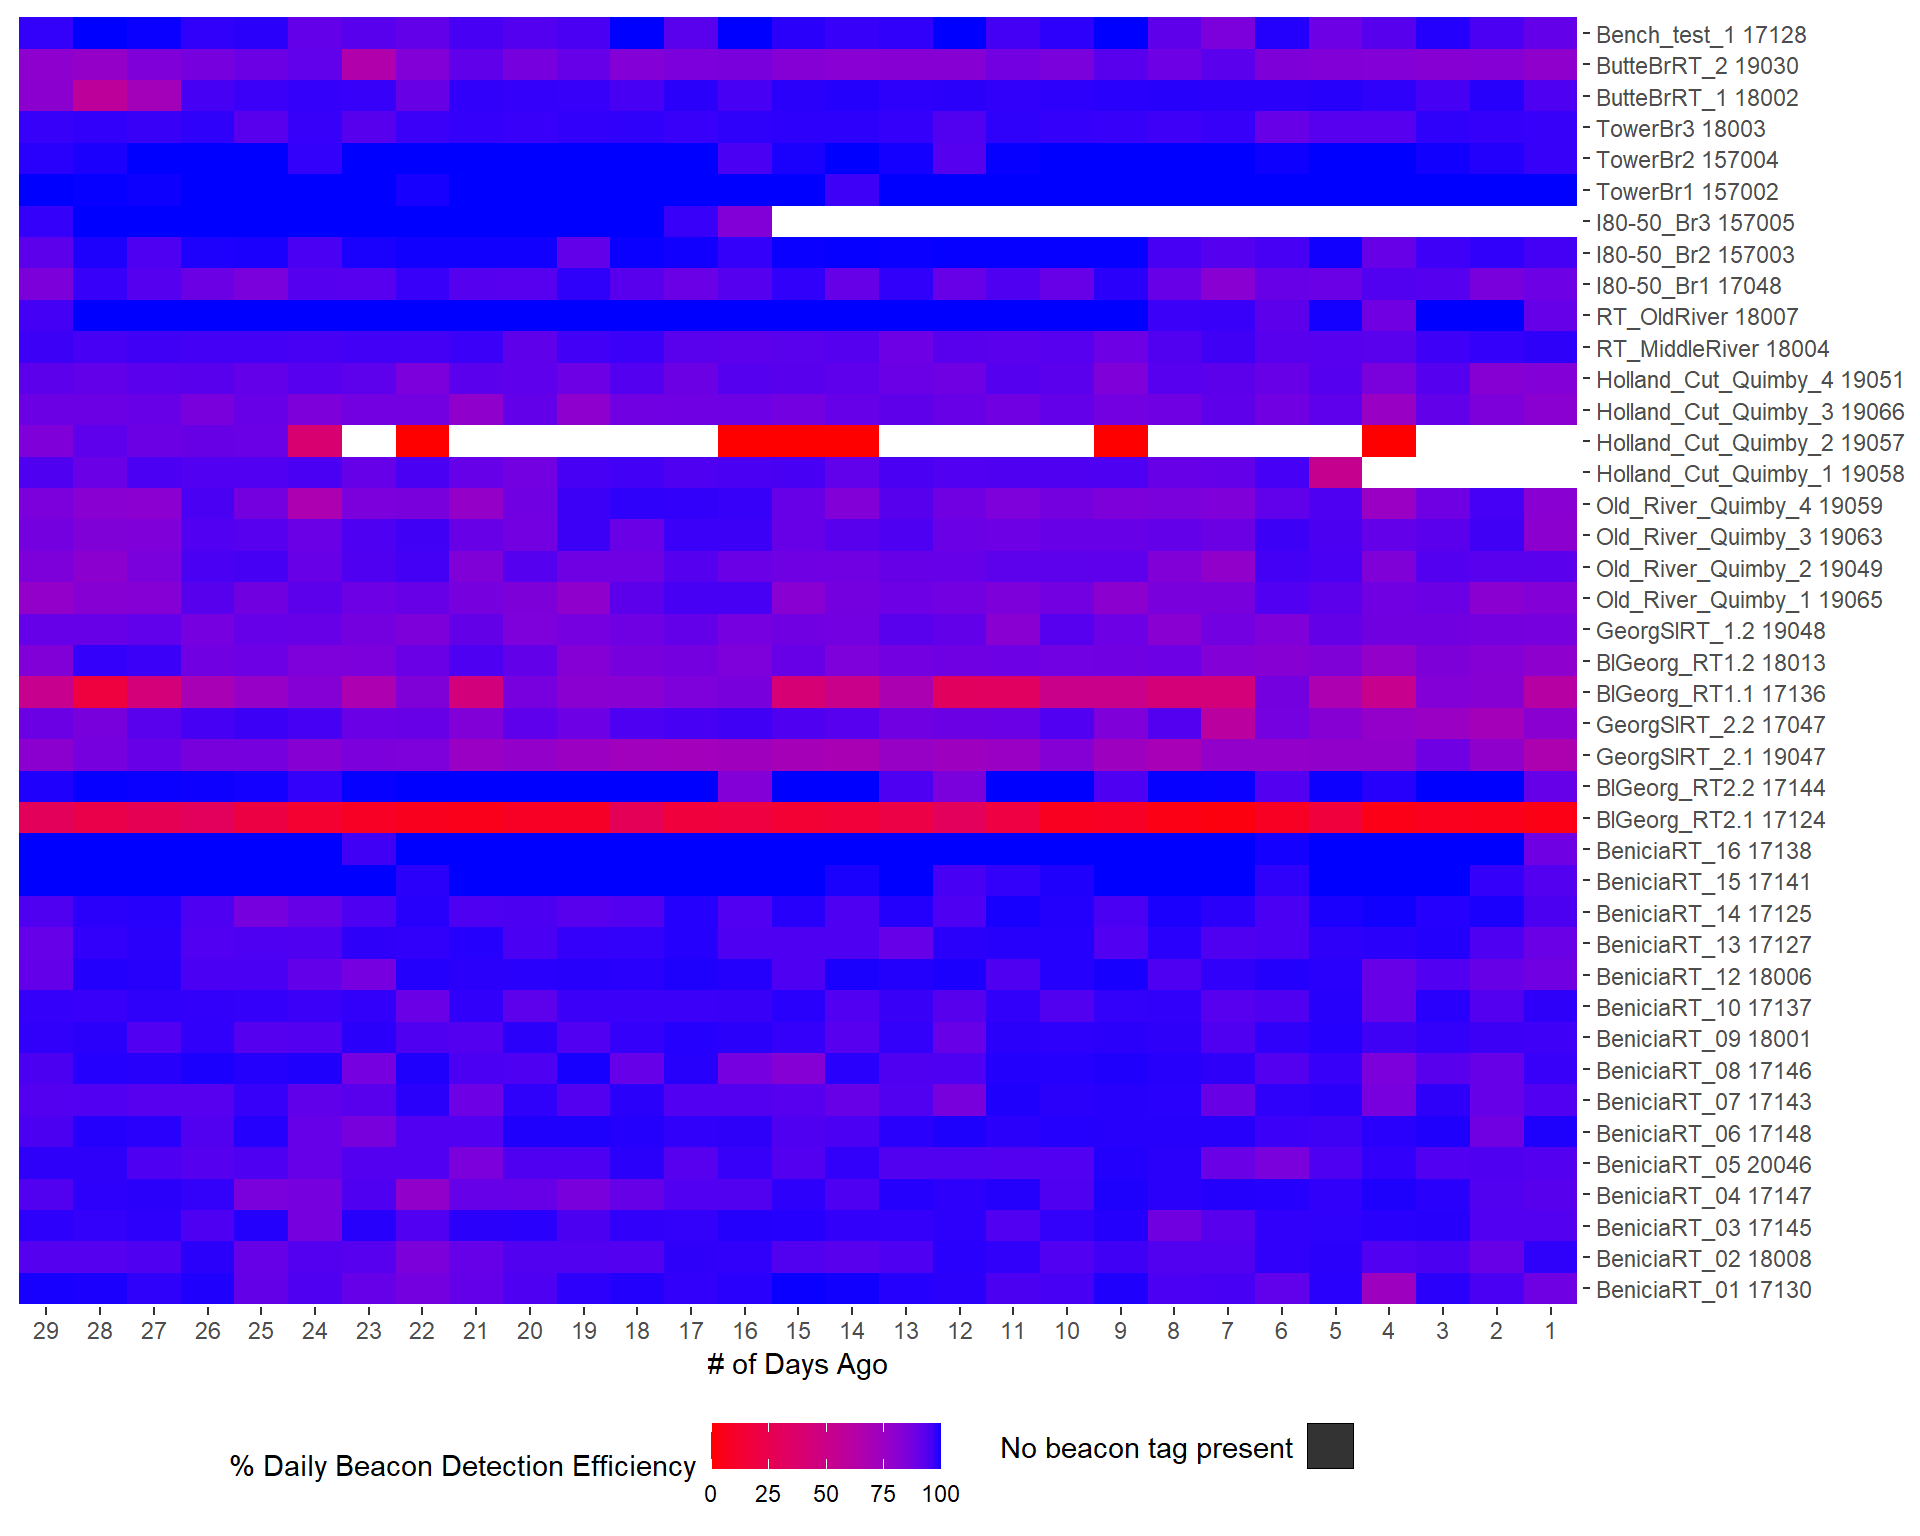 Bench_test_1 17128
ButteBrRT_2 19030
ButteBrRT_1 18002
TowerBr3 18003
TowerBr2 157004
TowerBr1 157002
I80-50_Br3 157005
I80-50_Br2 157003
I80-50_Br1 17048
RT_OldRiver 18007
RT_MiddleRiver 18004
Holland_Cut_Quimby_4 19051
Holland_Cut_Quimby_3 19066
Holland_Cut_Quimby_2 19057
Holland_Cut_Quimby_1 19058
Old_River_Quimby_4 19059
Old_River_Quimby_3 19063
Old_River_Quimby_2 19049
Old_River_Quimby_1 19065
GeorgSlRT_1.2 19048
BlGeorg_RT1.2 18013
BlGeorg_RT1.1 17136
GeorgSlRT_2.2 17047
GeorgSlRT_2.1 19047
BlGeorg_RT2.2 17144
BlGeorg_RT2.1 17124
BeniciaRT_16 17138
BeniciaRT_15 17141
BeniciaRT_14 17125
BeniciaRT_13 17127
BeniciaRT_12 18006
BeniciaRT_10 17137
BeniciaRT_09 18001
BeniciaRT_08 17146
BeniciaRT_07 17143
BeniciaRT_06 17148
BeniciaRT_05 20046
BeniciaRT_04 17147
BeniciaRT_03 17145
BeniciaRT_02 18008
BeniciaRT_01 17130
29 28 27 26 25 24 23 22 21 20 19 18 17 16 15 14 13 12 11 10 9 8 7 6 5 4 3 2 1
# of Days Ago
% Daily Beacon Detection Efficiency
0 25 50 75 100
No beacon tag present